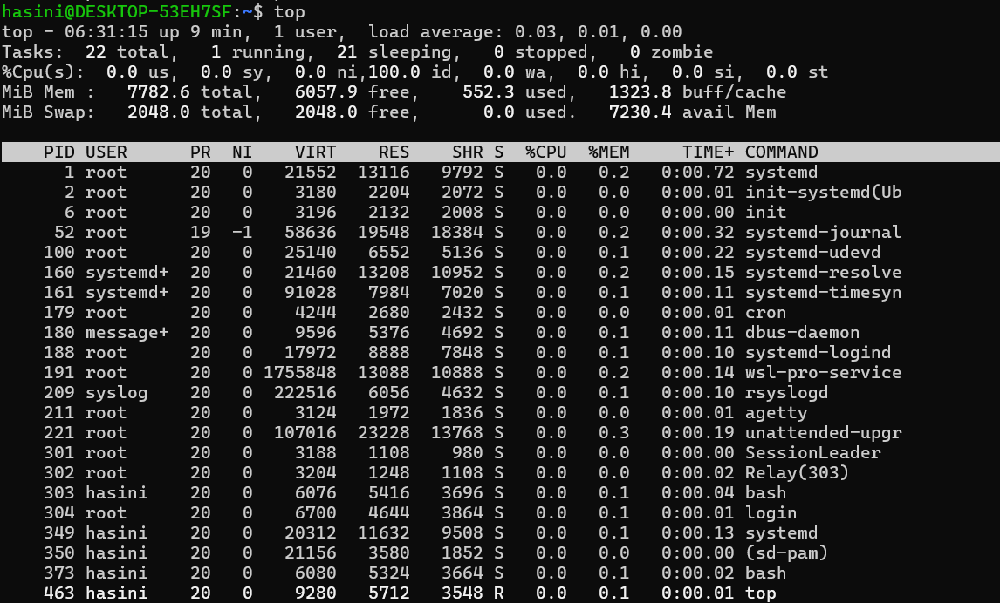 hasini@DESKTOP-53EH7SF:~$ top
top - 06:31:15 up 9 min,  1 user,  load average: 0.03, 0.01, 0.00
Tasks:  22 total,   1 running,  21 sleeping,   0 stopped,   0 zombie
%Cpu(s):  0.0 us,  0.0 sy,  0.0 ni,100.0 id,  0.0 wa,  0.0 hi,  0.0 si,  0.0 st
MiB Mem :   7782.6 total,   6057.9 free,    552.3 used,   1323.8 buff/cache
MiB Swap:   2048.0 total,   2048.0 free,      0.0 used.   7230.4 avail Mem
    PID USER      PR  NI    VIRT    RES    SHR S  %CPU  %MEM     TIME+ COMMAND
      1 root      20   0   21552  13116   9792 S   0.0   0.2   0:00.72 systemd
      2 root      20   0    3180   2204   2072 S   0.0   0.0   0:00.01 init-systemd(Ub
      6 root      20   0    3196   2132   2008 S   0.0   0.0   0:00.00 init
     52 root      19  -1   58636  19548  18384 S   0.0   0.2   0:00.32 systemd-journal
    100 root      20   0   25140   6552   5136 S   0.0   0.1   0:00.22 systemd-udevd
    160 systemd+  20   0   21460  13208  10952 S   0.0   0.2   0:00.15 systemd-resolve
    161 systemd+  20   0   91028   7984   7020 S   0.0   0.1   0:00.11 systemd-timesyn
    179 root      20   0    4244   2680   2432 S   0.0   0.0   0:00.01 cron
    180 message+  20   0    9596   5376   4692 S   0.0   0.1   0:00.11 dbus-daemon
    188 root      20   0   17972   8888   7848 S   0.0   0.1   0:00.10 systemd-logind
    191 root      20   0 1755848  13088  10888 S   0.0   0.2   0:00.14 wsl-pro-service
    209 syslog    20   0  222516   6056   4632 S   0.0   0.1   0:00.10 rsyslogd
    211 root      20   0    3124   1972   1836 S   0.0   0.0   0:00.01 agetty
    221 root      20   0  107016  23228  13768 S   0.0   0.3   0:00.19 unattended-upgr
    301 root      20   0    3188   1108    980 S   0.0   0.0   0:00.00 SessionLeader
    302 root      20   0    3204   1248   1108 S   0.0   0.0   0:00.02 Relay(303)
    303 hasini    20   0    6076   5416   3696 S   0.0   0.1   0:00.04 bash
    304 root      20   0    6700   4644   3864 S   0.0   0.1   0:00.01 login
    349 hasini    20   0   20312  11632   9508 S   0.0   0.1   0:00.13 systemd
    350 hasini    20   0   21156   3580   1852 S   0.0   0.0   0:00.00 (sd-pam)
    373 hasini    20   0    6080   5324   3664 S   0.0   0.1   0:00.02 bash
    463 hasini    20   0    9280   5712   3548 R   0.0   0.1   0:00.01 top